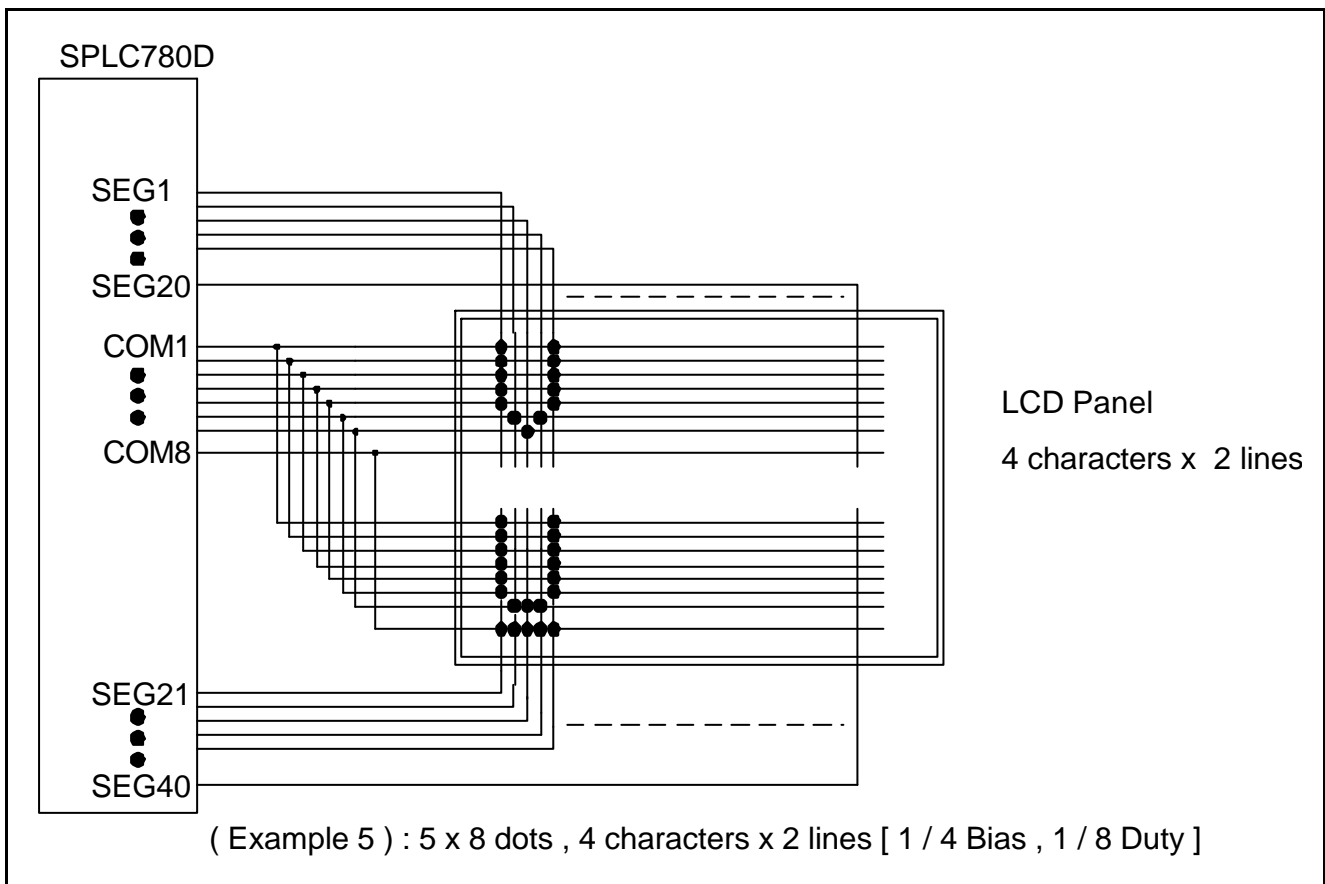 SPLC780D
SEG1
SEG20
COM1
COM8
LCD Panel
4 characters x 2 lines
SEG21
SEG40
( Example 5 ) : 5 x 8 dots , 4 characters x 2 lines [ 1 / 4 Bias , 1 / 8 Duty ]